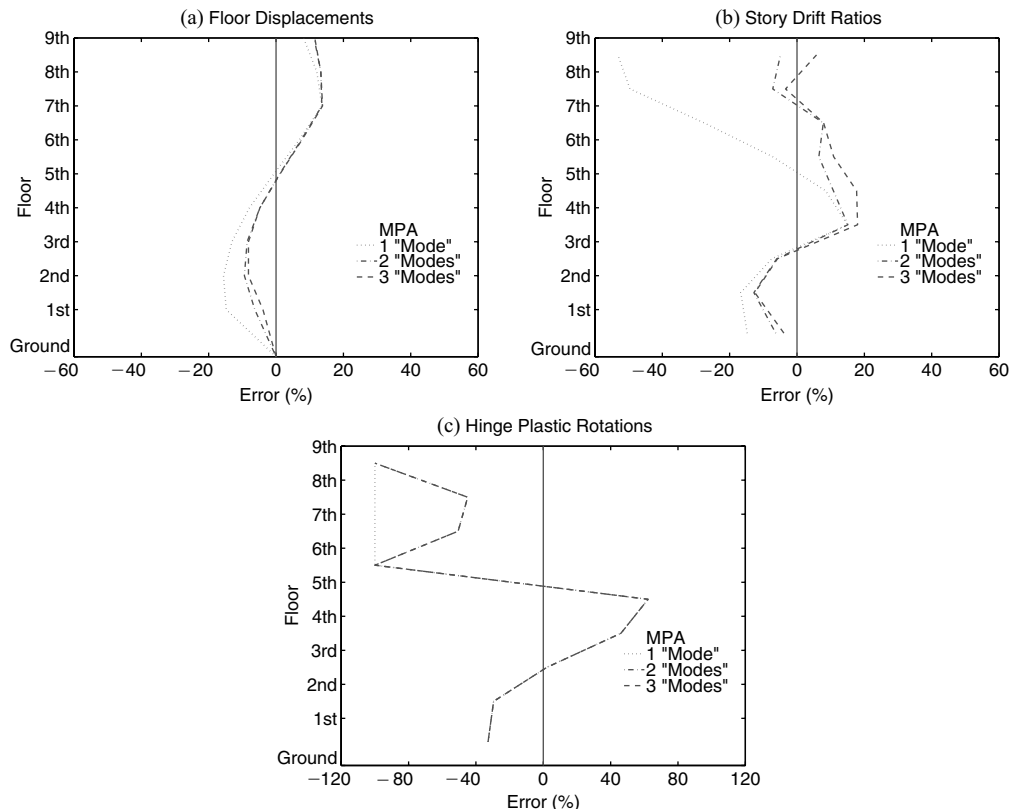 (a) Floor Displacements
9th
8th
7th
6th
5th
4th
3rd
2nd
1st
Ground
Floor
MPA
1 "Mode"
2 "Modes"
3 "Modes"
−60 −40 −20 0 20 40 60
Error (%)
(b) Story Drift Ratios
9th
8th
7th
6th
5th
4th
3rd
2nd
1st
Ground
Floor
MPA
1 "Mode"
2 "Modes"
3 "Modes"
−60 −40 −20 0 20 40 60
Error (%)
(c) Hinge Plastic Rotations
9th
8th
7th
6th
5th
4th
3rd
2nd
1st
Ground
Floor
MPA
1 "Mode"
2 "Modes"
3 "Modes"
−120 −80 −40 0 40 80 120
Error (%)